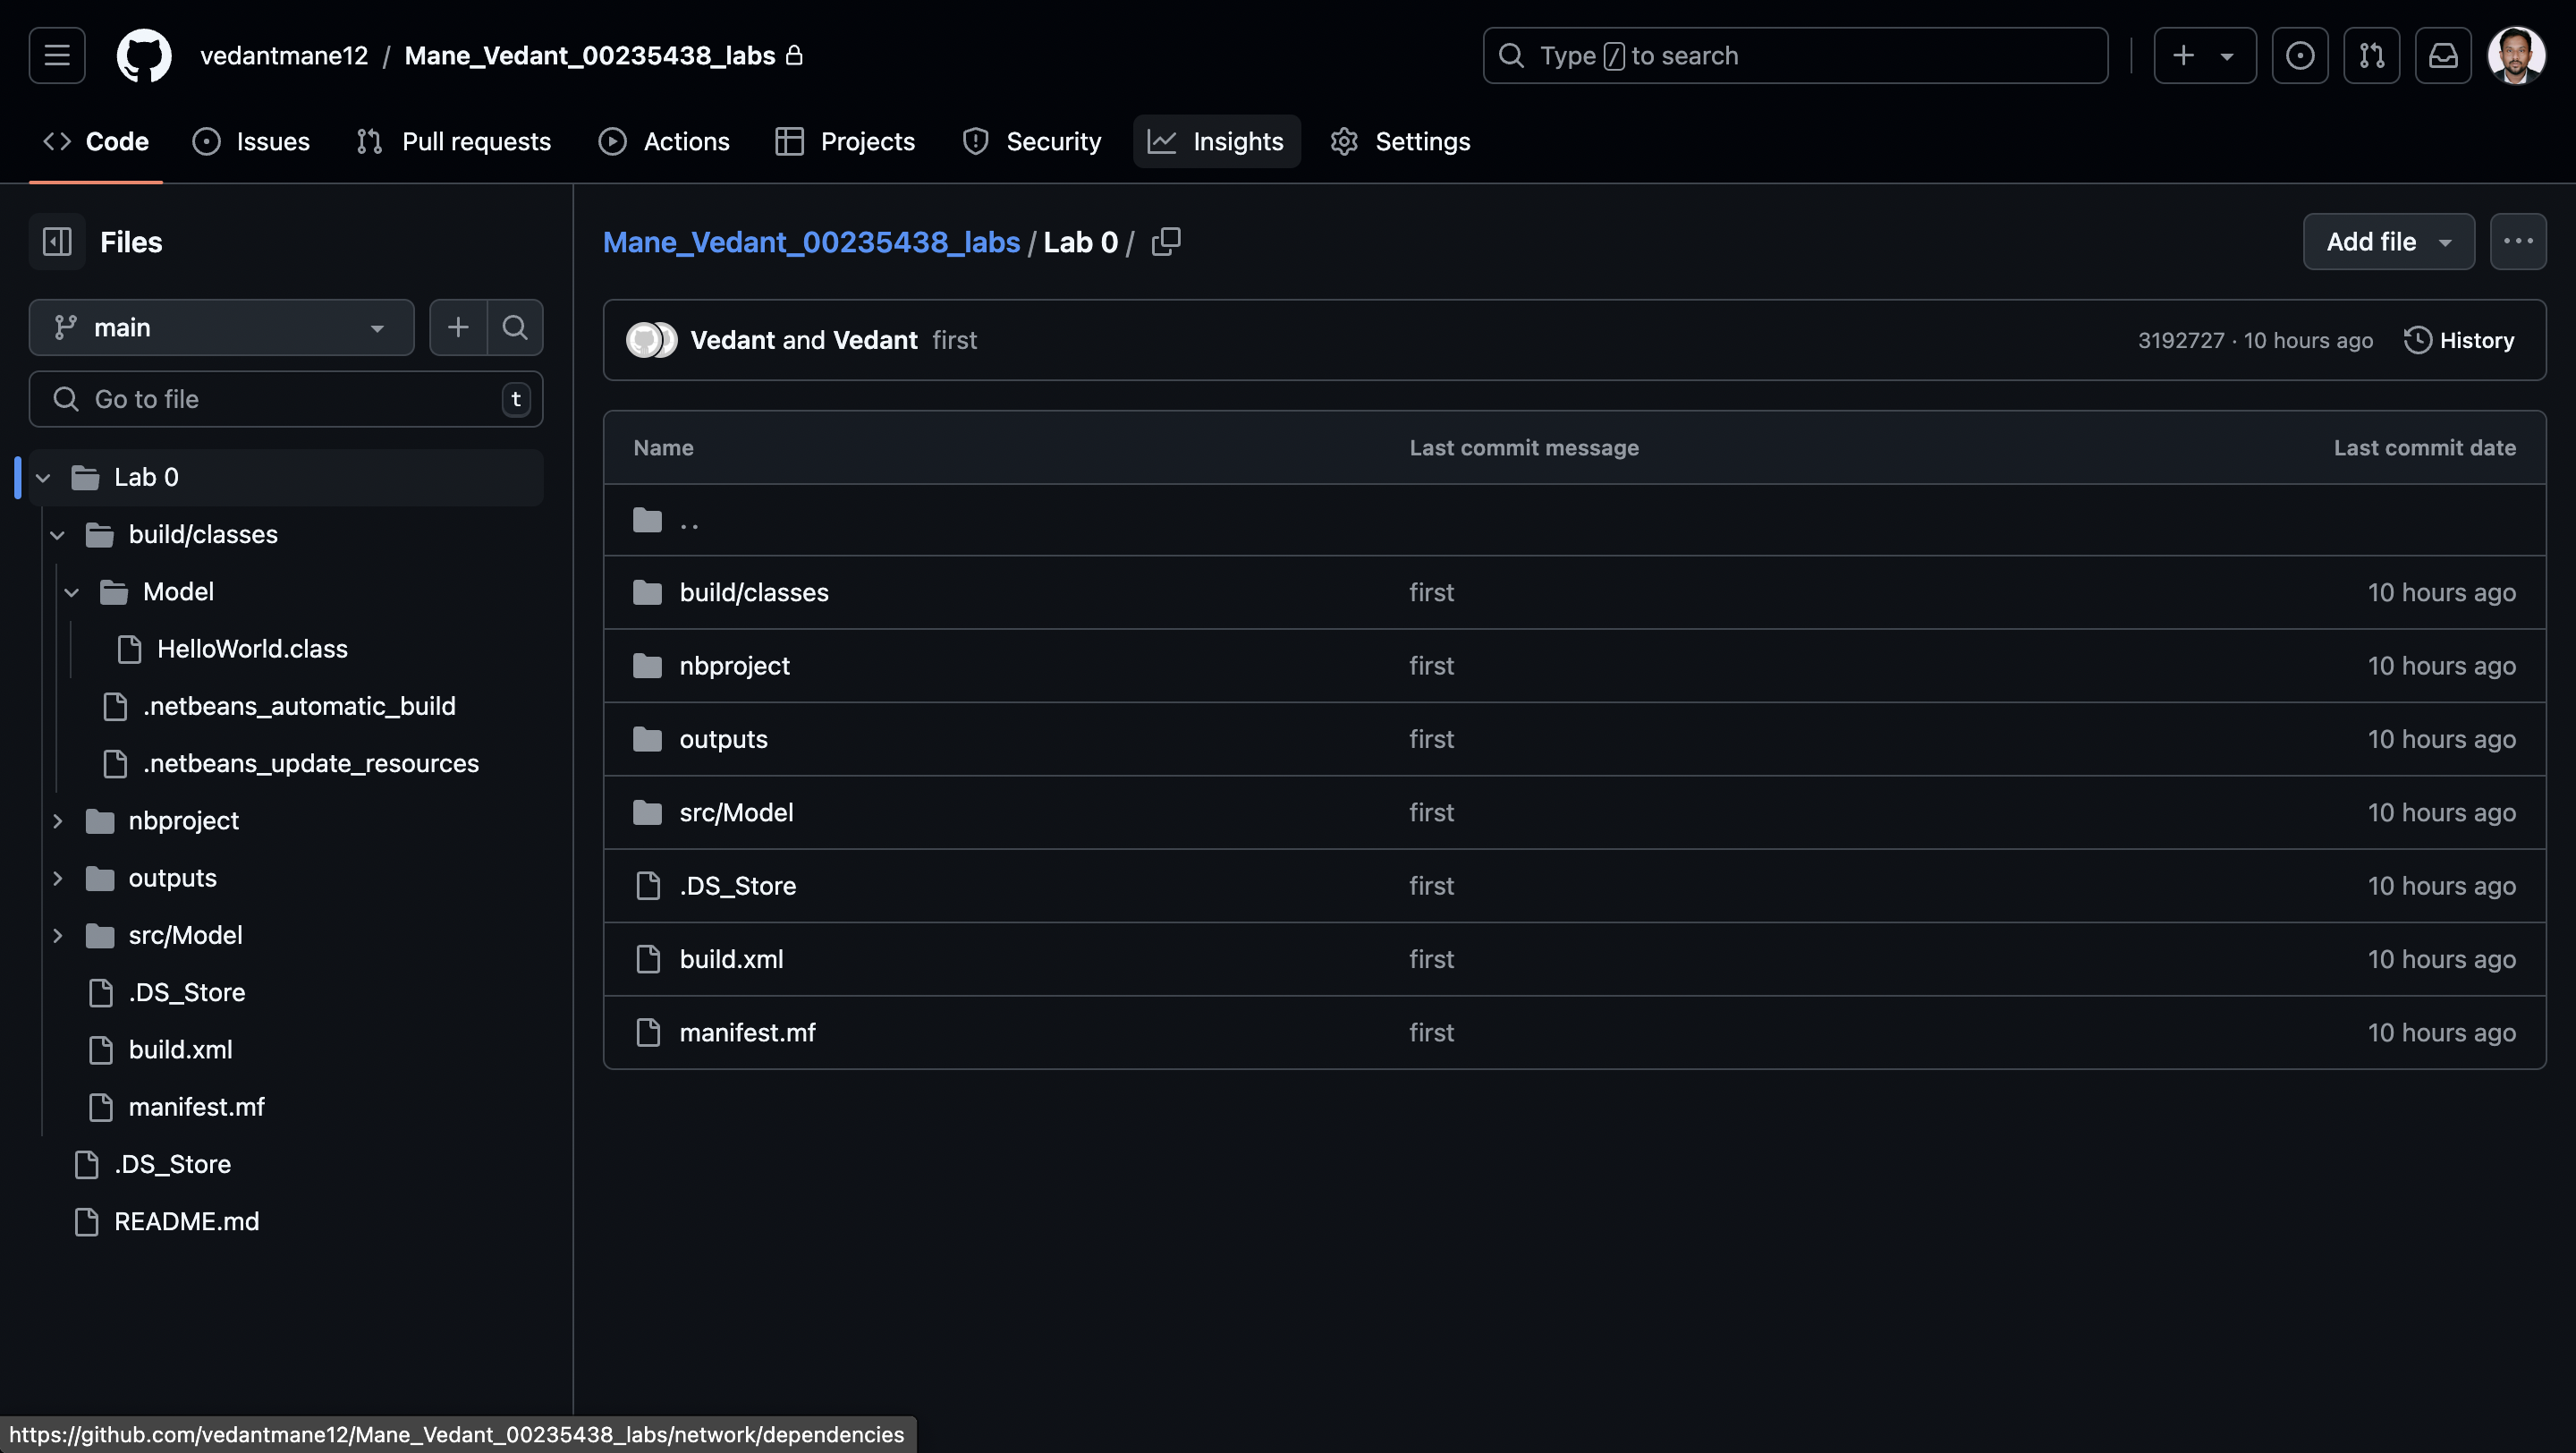 vedantmane12 / Mane_Vedant_00235438_labs
Type / to search
Code
Issues
Pull requests
Actions
Projects
Security
Insights
Settings
Files
main
Go to file
t
Lab 0
build/classes
Model
HelloWorld.class
.netbeans_automatic_build
.netbeans_update_resources
nbproject
outputs
src/Model
.DS_Store
build.xml
manifest.mf
.DS_Store
README.md
Mane_Vedant_00235438_labs / Lab 0 /
Add file
Vedant and Vedant first
3192727 · 10 hours ago
History
Name Last commit message Last commit date
..
build/classes first 10 hours ago
nbproject first 10 hours ago
outputs first 10 hours ago
src/Model first 10 hours ago
.DS_Store first 10 hours ago
build.xml first 10 hours ago
manifest.mf first 10 hours ago
https://github.com/vedantmane12/Mane_Vedant_00235438_labs/network/dependencies